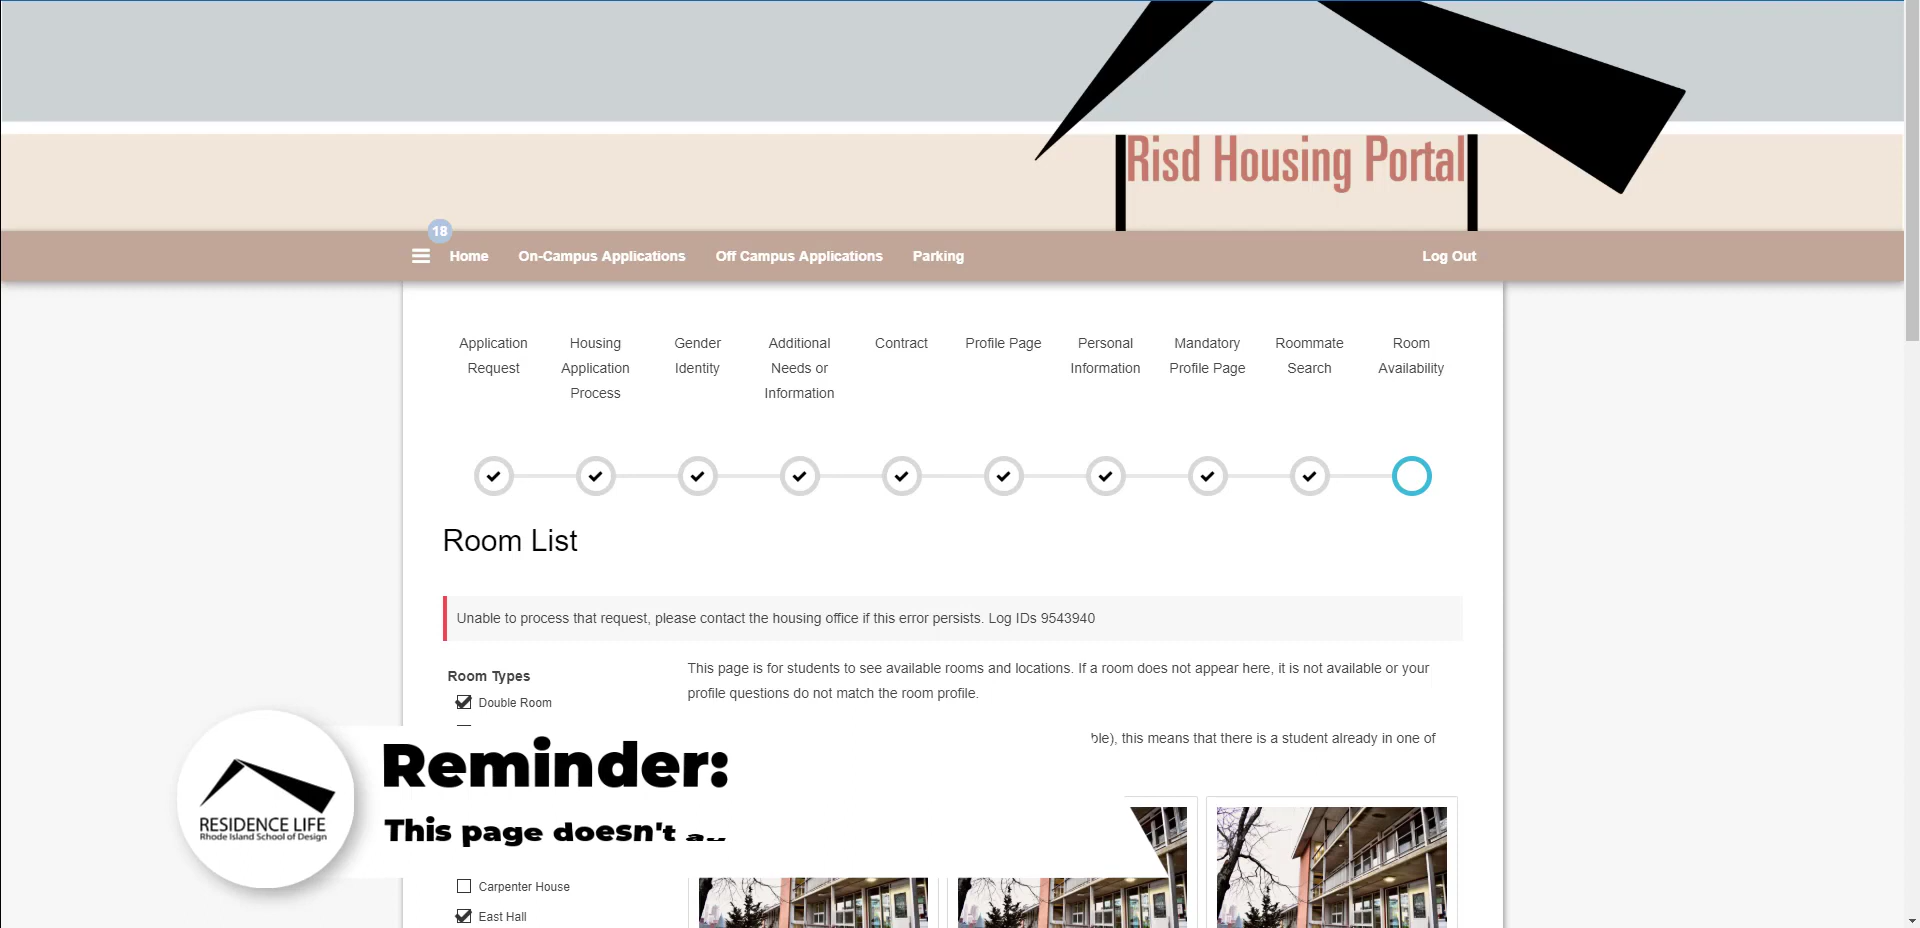 Risd Housing Portal
18
Home On-Campus Applications Off Campus Applications Parking Log Out
Application Request
Housing Application Process
Gender Identity
Additional Needs or Information
Contract
Profile Page
Personal Information
Mandatory Profile Page
Roommate Search
Room Availability
Room List
Unable to process that request, please contact the housing office if this error persists. Log IDs 9543940
Room Types
Double Room
This page is for students to see available rooms and locations. If a room does not appear here, it is not available or your
profile questions do not match the room profile.
this means that there is a student already in one of
Reminder:
This page doesn't
RESIDENCE LIFE
Rhode Island School of Design
Carpenter House
East Hall